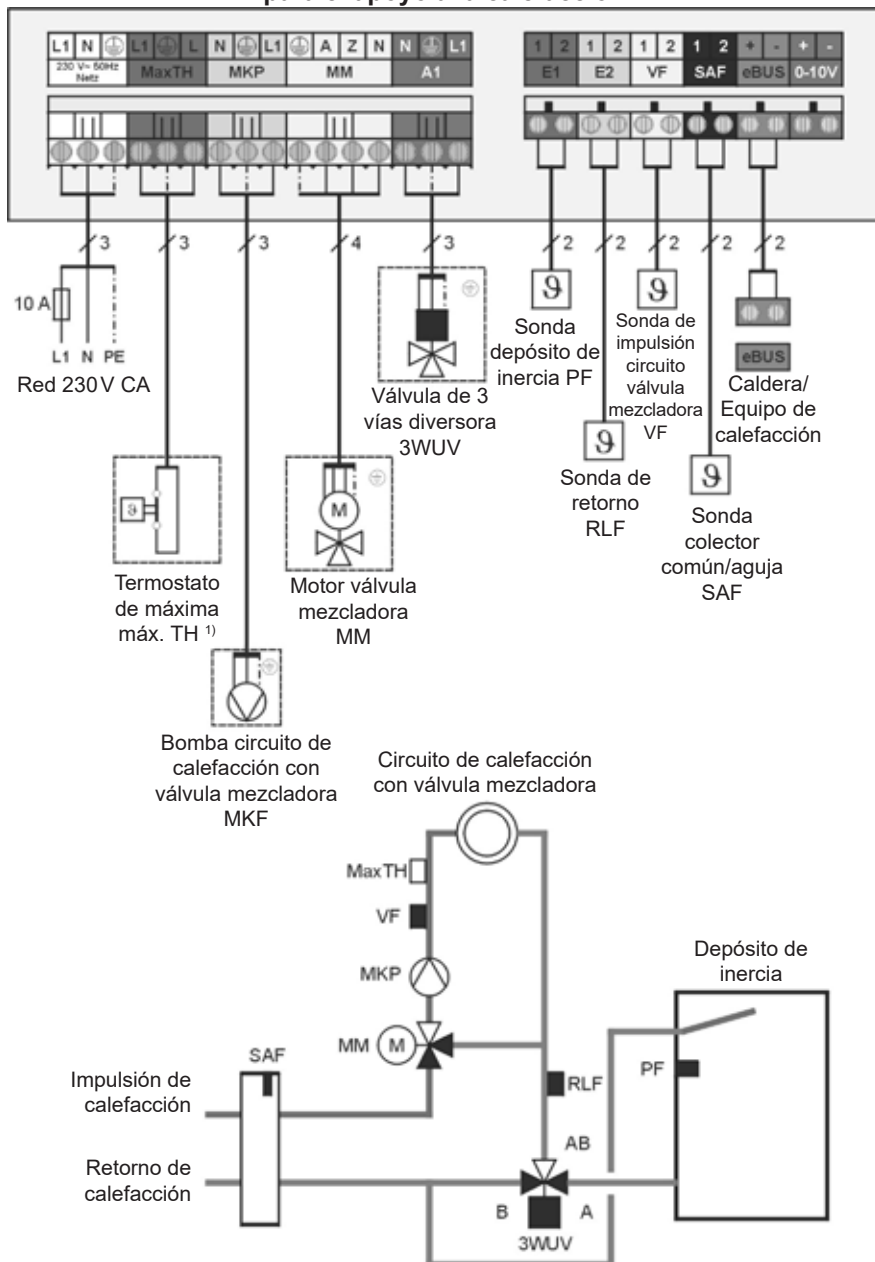 L1 N L1 L N L1 A Z N N L1
230 V~ 50Hz
Netz
MaxTH MKP MM A1
1 2 1 2 1 2 1 2 + - + -
E1 E2 VF SAF eBUS 0-10V
3 3 3 4 3 2 2 2 2 2
10 A
L1 N PE
Red 230 V CA
Termostato
de máxima
máx. TH 1)
Bomba circuito de
calefacción con
válvula mezcladora
MKF
M
Motor válvula
mezcladora
MM
Válvula de 3
vías diversora
3WUV
ϑ
Sonda
depósito de
inercia PF
ϑ
Sonda de
retorno
RLF
ϑ
Sonda de
impulsión
circuito
válvula
mezcladora
VF
ϑ
Sonda
colector
común/aguja
SAF
eBUS
Caldera/
Equipo de
calefacción
Circuito de calefacción
con válvula mezcladora
MaxTH
VF
MKP
MM M
SAF
Impulsión de
calefacción
Retorno de
calefacción
RLF
AB
B A
3WUV
Depósito de
inercia
PF